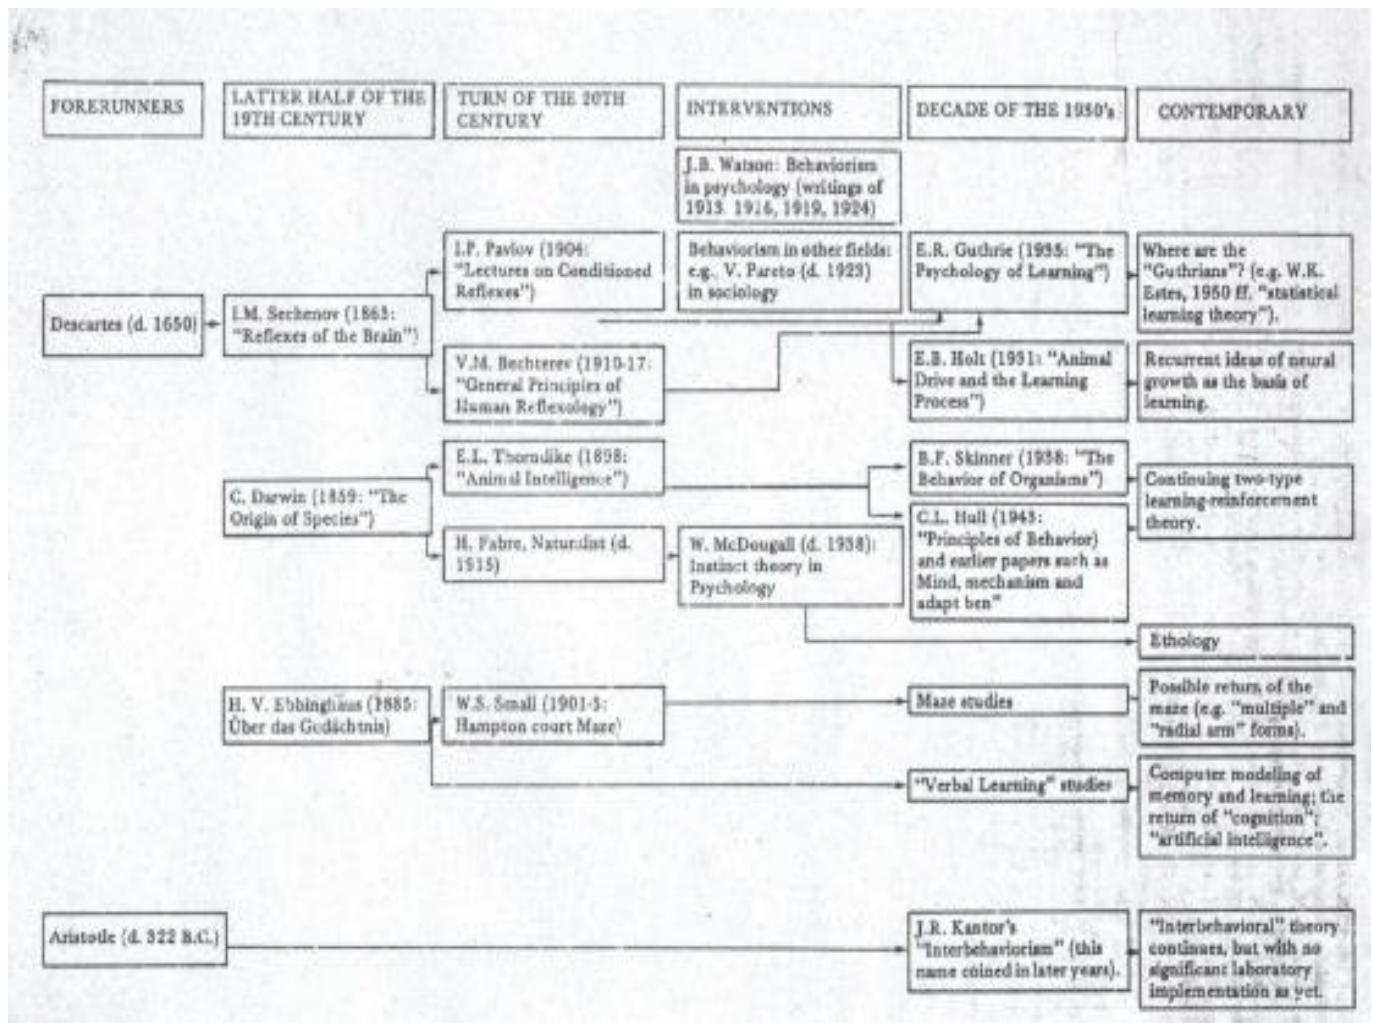 FORERUNNERS
LATTER HALF OF THE
19TH CENTURY
TURN OF THE 20TH
CENTURY
INTERVENTIONS
DECADE OF THE 1930's
CONTEMPORARY
J.B. Watson: Behaviorism
in psychology (writings of
1913. 1916, 1919, 1924)
Descartes (d. 1650)
I.M. Sechenov (1863:
"Reflexes of the Brain")
I.P. Pavlov (1904:
"Lectures on Conditioned
Reflexes")
Behaviorism in other fields:
e.g., V. Pareto (d. 1923)
in sociology
E.R. Guthrie (1935: "The
Psychology of Learning")
Where are the
"Guthrians"? (e.g. W.K.
Estes, 1950 ff. "statistical
learning theory").
V.M. Bechterev (1910-17:
"General Principles of
Human Reflexology")
E.B. Holt (1931: "Animal
Drive and the Learning
Process")
Recurrent ideas of neural
growth as the basis of
learning.
C. Darwin (1859: "The
Origin of Species")
E.L. Thorndike (1898:
"Animal Intelligence")
B.F. Skinner (1938: "The
Behavior of Organisms")
Continuing two-type
learning-reinforcement
theory.
H. Fabre, Naturalist (d.
1915)
W. McDougall (d. 1938):
Instinct theory in
Psychology
C.L. Hull (1943:
"Principles of Behavior)
and earlier papers such as
Mind, mechanism and
adapt ben"
Ethology
H. V. Ebbinghaus (1885:
Über das Gedächtnis)
W.S. Small (1901-3:
Hampton court Maze)
Maze studies
Possible return of the
maze (e.g. "multiple" and
"radial arm" forms).
"Verbal Learning" studies
Computer modeling of
memory and learning; the
return of "cognition";
"artificial intelligence".
Aristotle (d. 322 B.C.)
J.R. Kantor's
"Interbehaviorism" (this
name coined in later years).
"Interbehavioral" theory
continues, but with no
significant laboratory
implementation as yet.